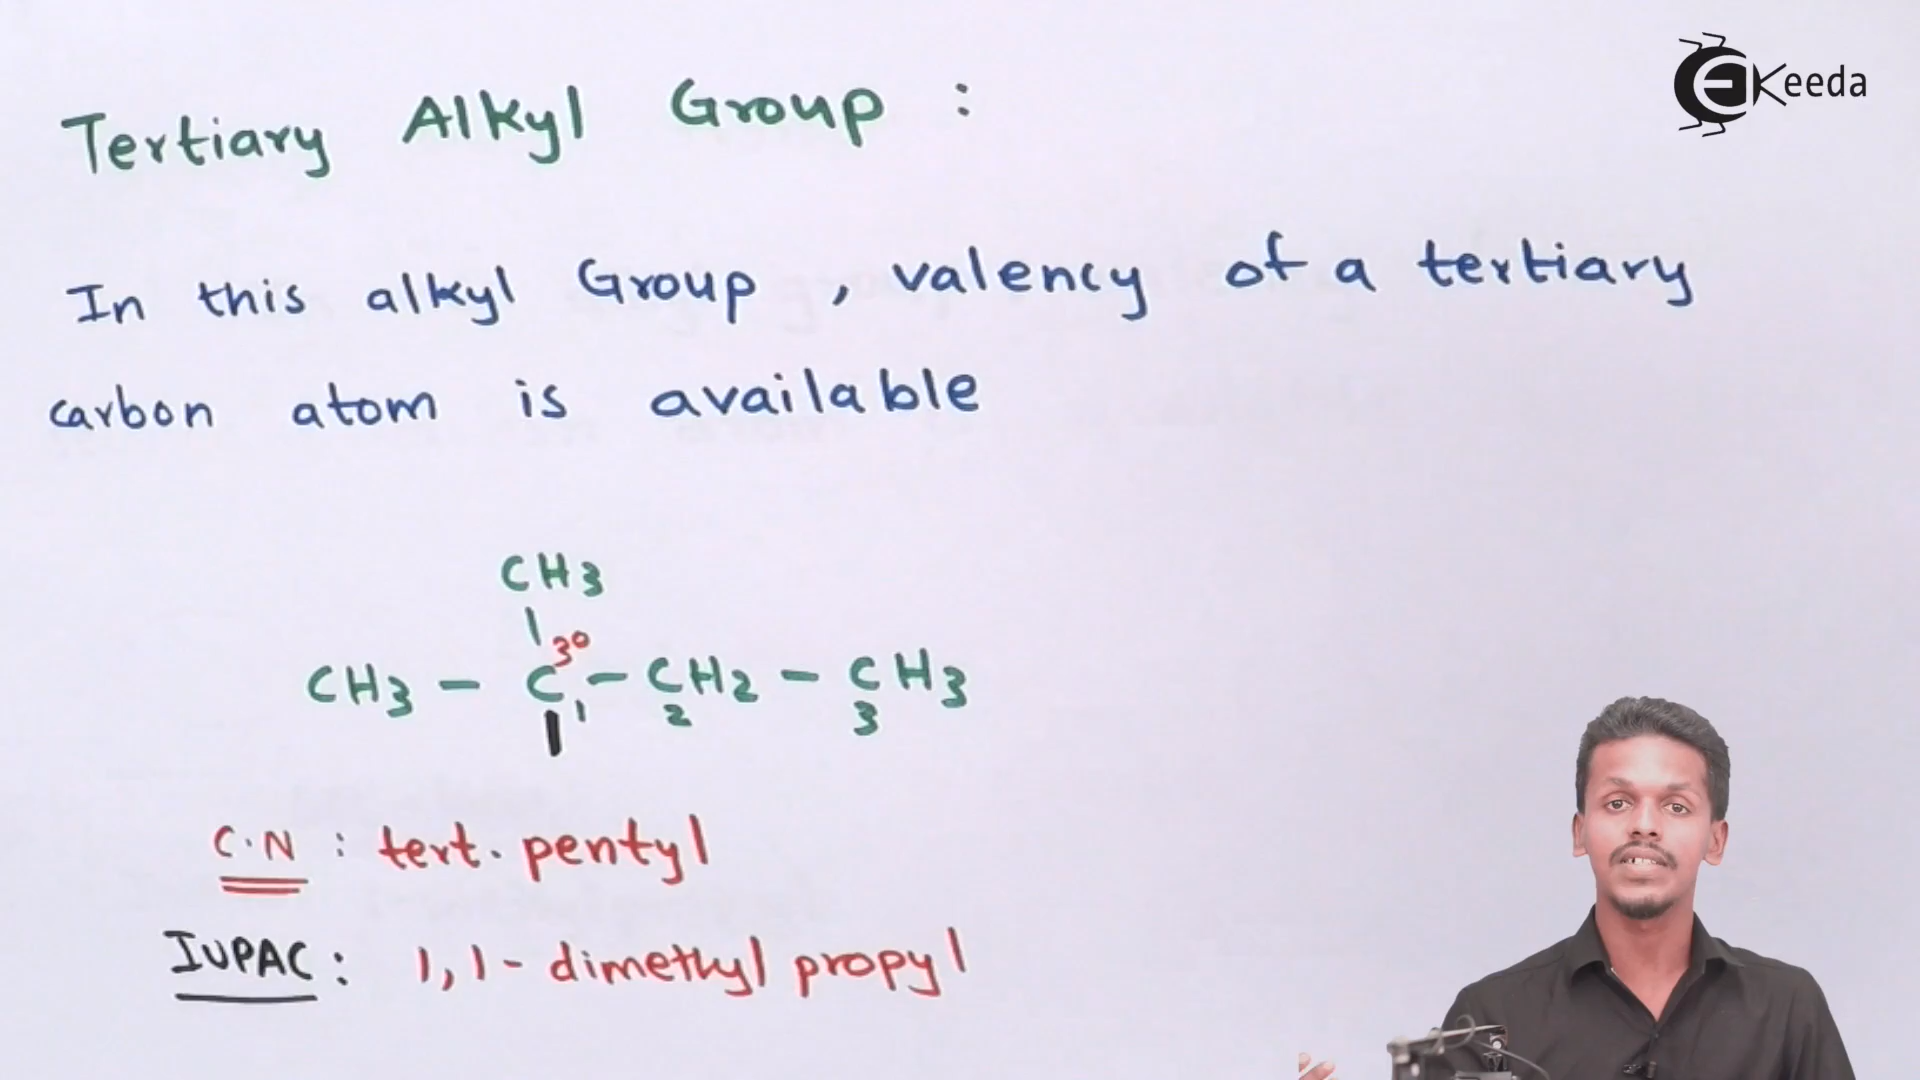 EKeeda
Tertiary Alkyl Group :
In this alkyl Group , valency of a tertiary
carbon atom is available
CH3
3°
CH3 - C - CH2 - CH3
1 2 3
C.N : tert. pentyl
IUPAC : 1,1 - dimethyl propyl